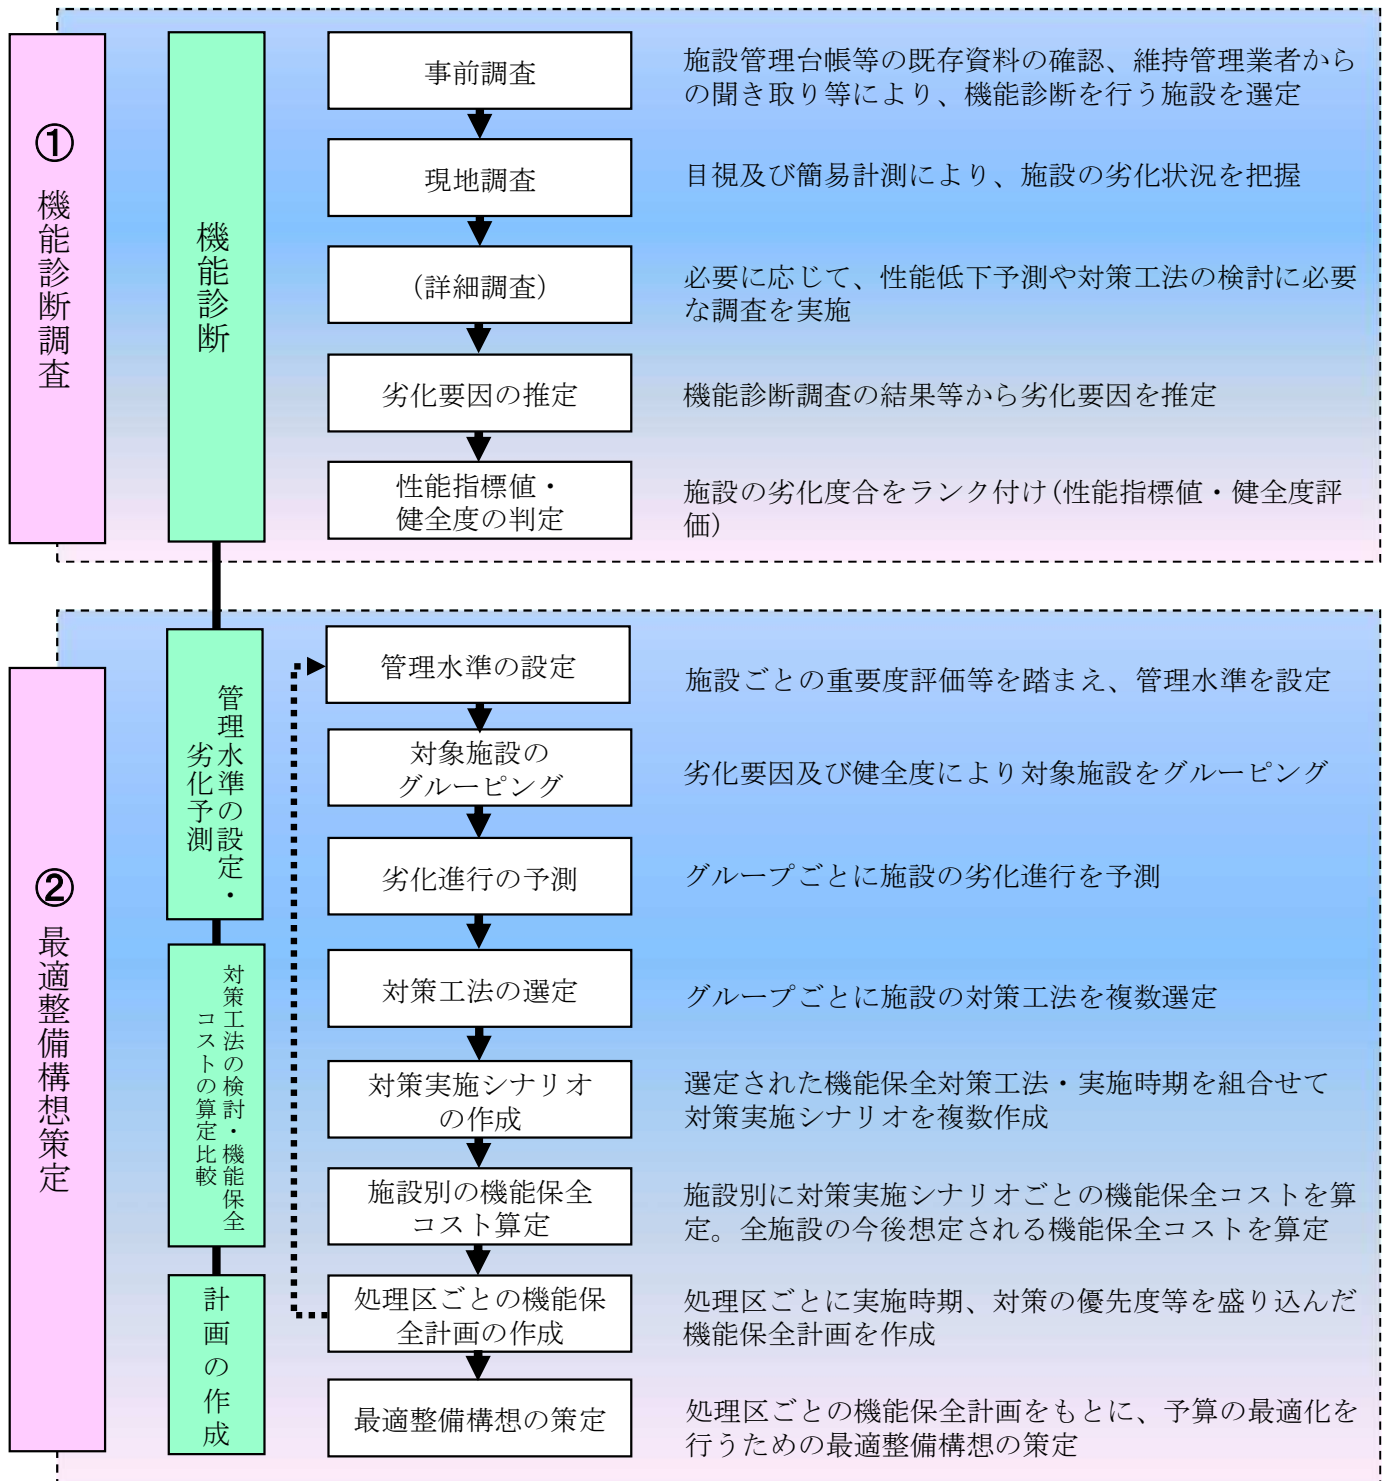 ①
機能診断調査
機能診断
事前調査
施設管理台帳等の既存資料の確認、維持管理業者から
の聞き取り等により、機能診断を行う施設を選定
現地調査
目視及び簡易計測により、施設の劣化状況を把握
(詳細調査)
必要に応じて、性能低下予測や対策工法の検討に必要
な調査を実施
劣化要因の推定
機能診断調査の結果等から劣化要因を推定
性能指標値・
健全度の判定
施設の劣化度合をランク付け(性能指標値・健全度評
価)
②
最適整備構想策定
管理水準の設定・
劣化予測
管理水準の設定
施設ごとの重要度評価等を踏まえ、管理水準を設定
対象施設の
グルーピング
劣化要因及び健全度により対象施設をグルーピング
劣化進行の予測
グループごとに施設の劣化進行を予測
対策工法の検討・機能保全
コストの算定比較
対策工法の選定
グループごとに施設の対策工法を複数選定
対策実施シナリオ
の作成
選定された機能保全対策工法・実施時期を組合せて
対策実施シナリオを複数作成
施設別の機能保全
コスト算定
施設別に対策実施シナリオごとの機能保全コストを算
定。全施設の今後想定される機能保全コストを算定
計画の作成
処理区ごとの機能保
全計画の作成
処理区ごとに実施時期、対策の優先度等を盛り込んだ
機能保全計画を作成
最適整備構想の策定
処理区ごとの機能保全計画をもとに、予算の最適化を
行うための最適整備構想の策定